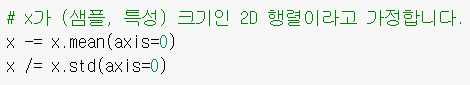 # x가 (샘플, 특성) 크기인 2D 행렬이라고 가정합니다.
x -= x.mean(axis=0)
x /= x.std(axis=0)